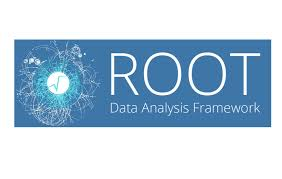 √
ROOT
Data Analysis Framework